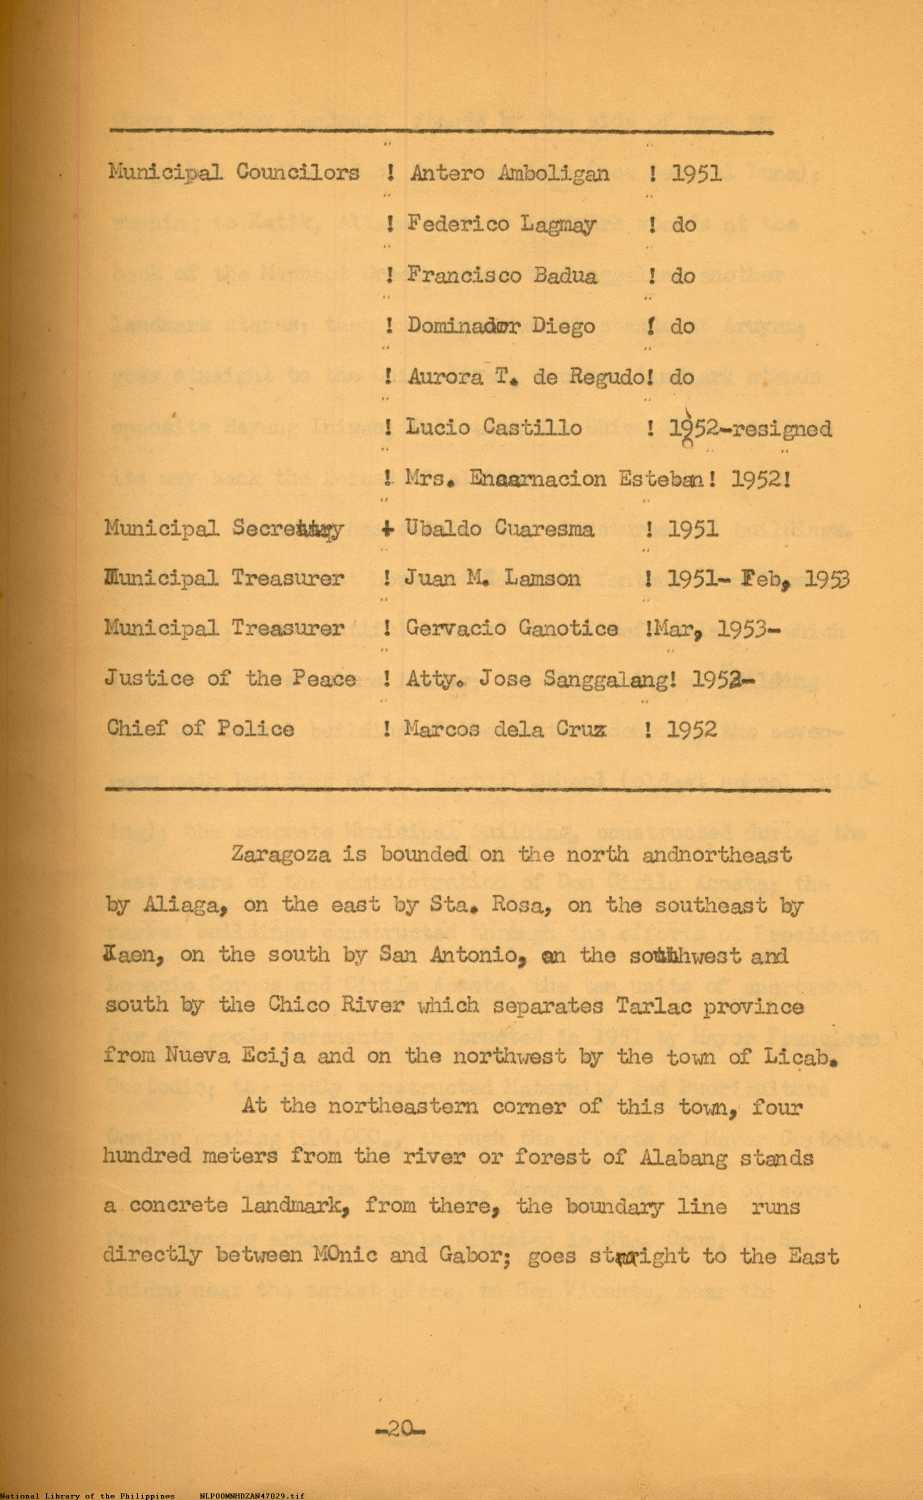 Municipal Councilors ! Antero Amboligan ! 1951
! Federico Lagmay ! do
! Francisco Badua ! do
! Dominador Diego ! do
! Aurora T. de Regudo! do
! Lucio Castillo ! 1952-resigned
! Mrs. Encarnacion Esteban! 1952!
Municipal Secretary + Ubaldo Cuaresma ! 1951
Municipal Treasurer ! Juan M. Lamson ! 1951- Feb, 1953
Municipal Treasurer ! Gervacio Ganotice !Mar, 1953-
Justice of the Peace ! Atty. Jose Sanggalang! 1952-
Chief of Police ! Marcos dela Cruz ! 1952
Zaragoza is bounded on the north andnortheast
by Aliaga, on the east by Sta. Rosa, on the southeast by
Jaen, on the south by San Antonio, on the southwest and
south by the Chico River which separates Tarlac province
from Nueva Ecija and on the northwest by the town of Licab.
At the northeastern corner of this town, four
hundred meters from the river or forest of Alabang stands
a concrete landmark, from there, the boundary line runs
directly between MOnic and Gabor; goes straight to the East
-20-
National Library of the Philippines NLP00MNHDZAN47029.tif